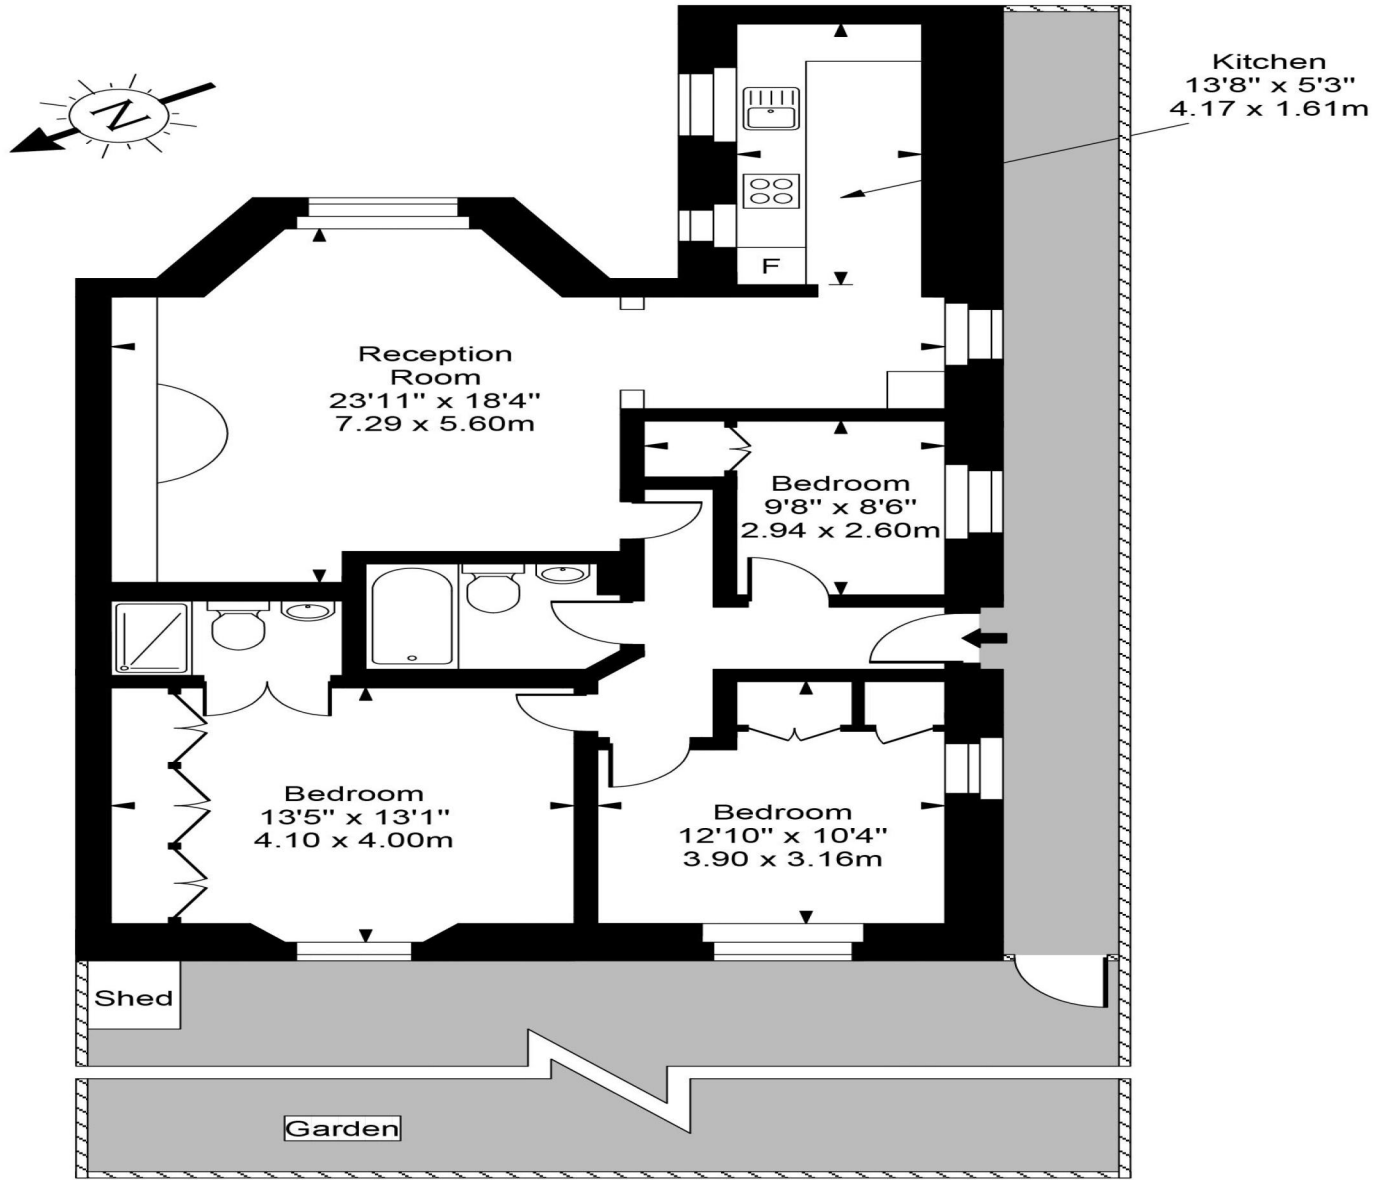 Kitchen
13'8" x 5'3"
4.17 x 1.61m
N
F
Reception
Room
23'11" x 18'4"
7.29 x 5.60m
Bedroom
9'8" x 8'6"
2.94 x 2.60m
Bedroom
13'5" x 13'1"
4.10 x 4.00m
Bedroom
12'10" x 10'4"
3.90 x 3.16m
Shed
Garden